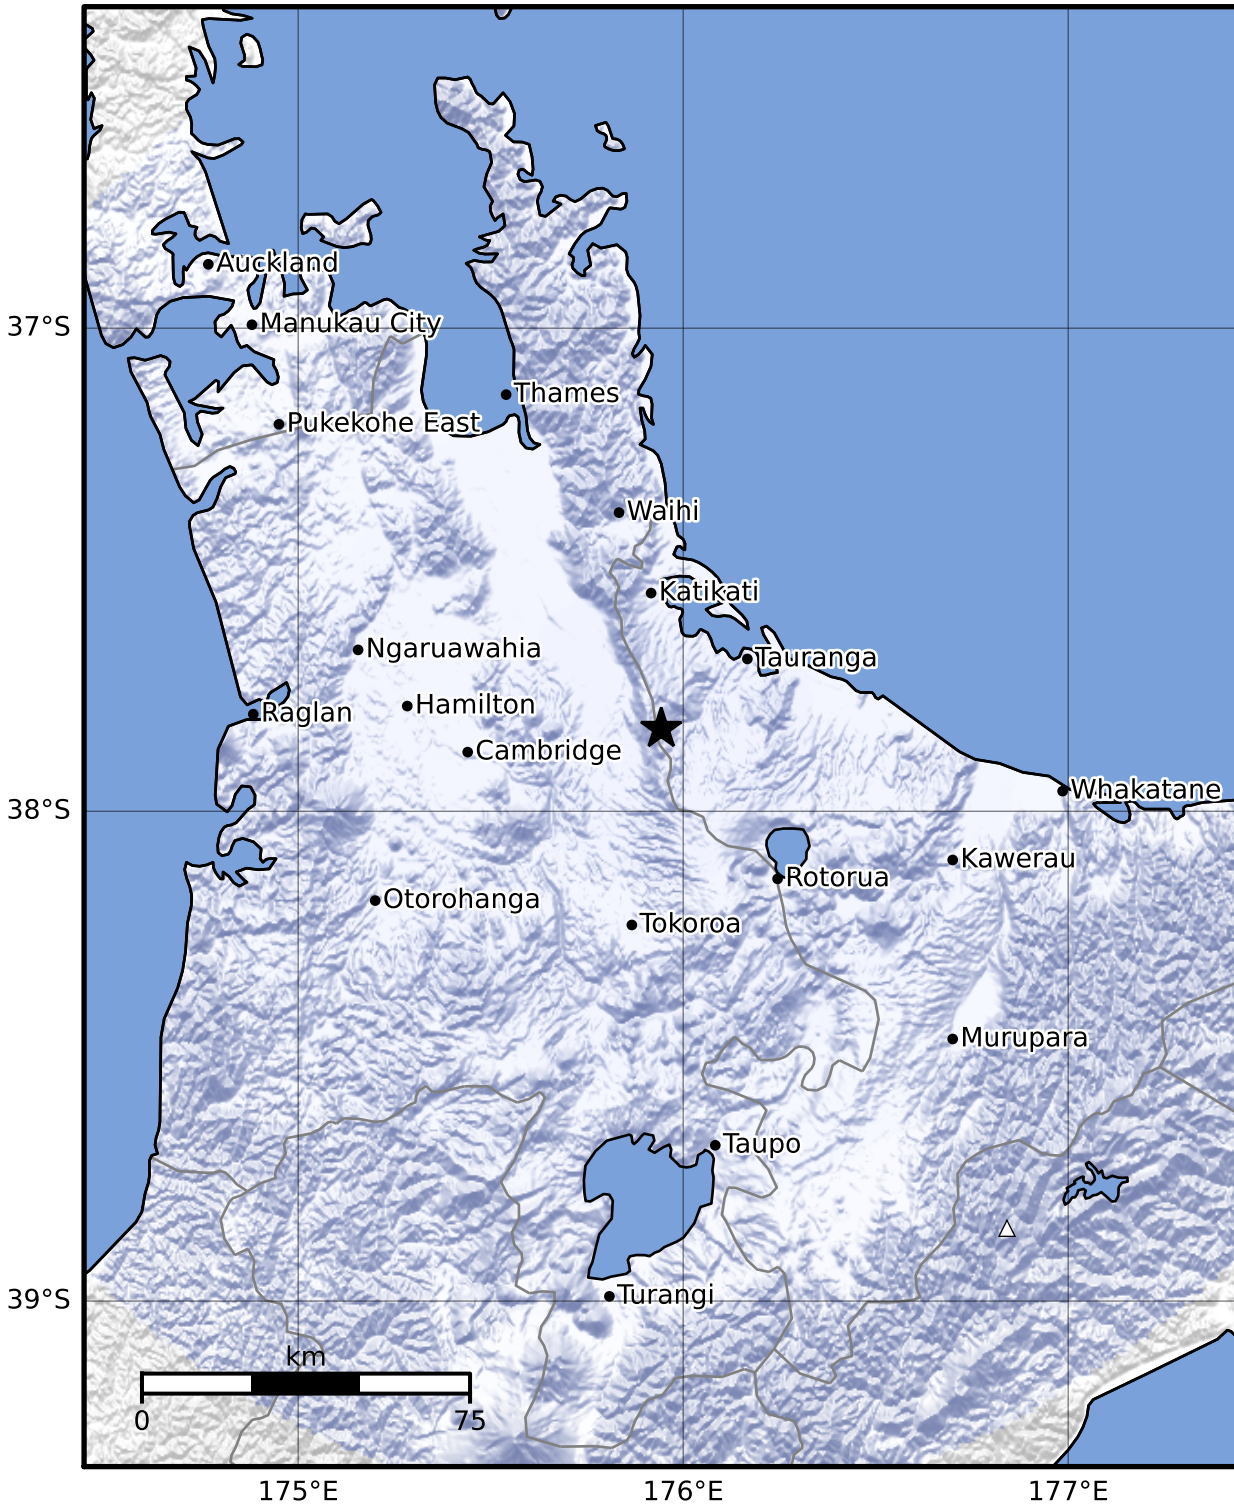 Auckland
Manukau City
37°S
Thames
Pukekohe East
Waihi
Katikati
Ngaruawahia
Tauranga
Hamilton
Raglan
Cambridge
Whakatane
38°S
Kawerau
Rotorua
Otorohanga
Tokoroa
Murupara
Taupo
Turangi
39°S
km
0 75
175°E 176°E 177°E